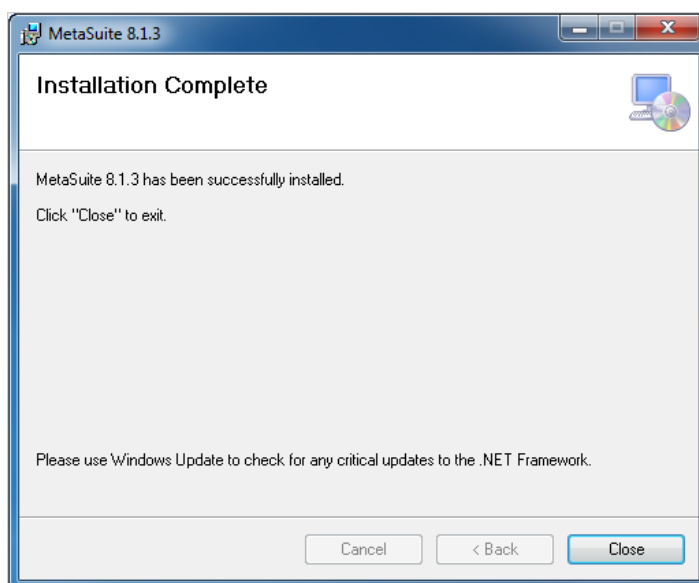 MetaSuite 8.1.3
Installation Complete
MetaSuite 8.1.3 has been successfully installed.
Click "Close" to exit.
Please use Windows Update to check for any critical updates to the .NET Framework.
Cancel
< Back
Close